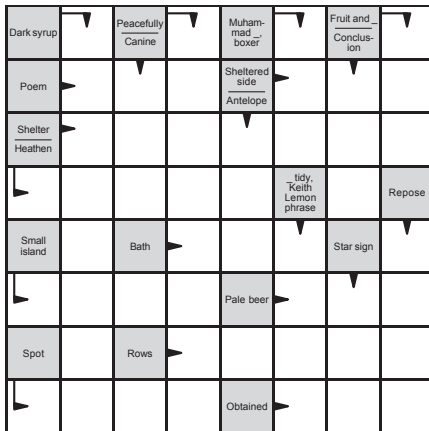 Dark syrup
Peacefully
Canine
Muham-
mad _,
boxer
Fruit and _
Conclus-
ion
Poem
Sheltered
side
Antelope
Shelter
Heathen
_ tidy,
Keith
Lemon
phrase
Repose
Small
island
Bath
Star sign
Pale beer
Spot
Rows
Obtained